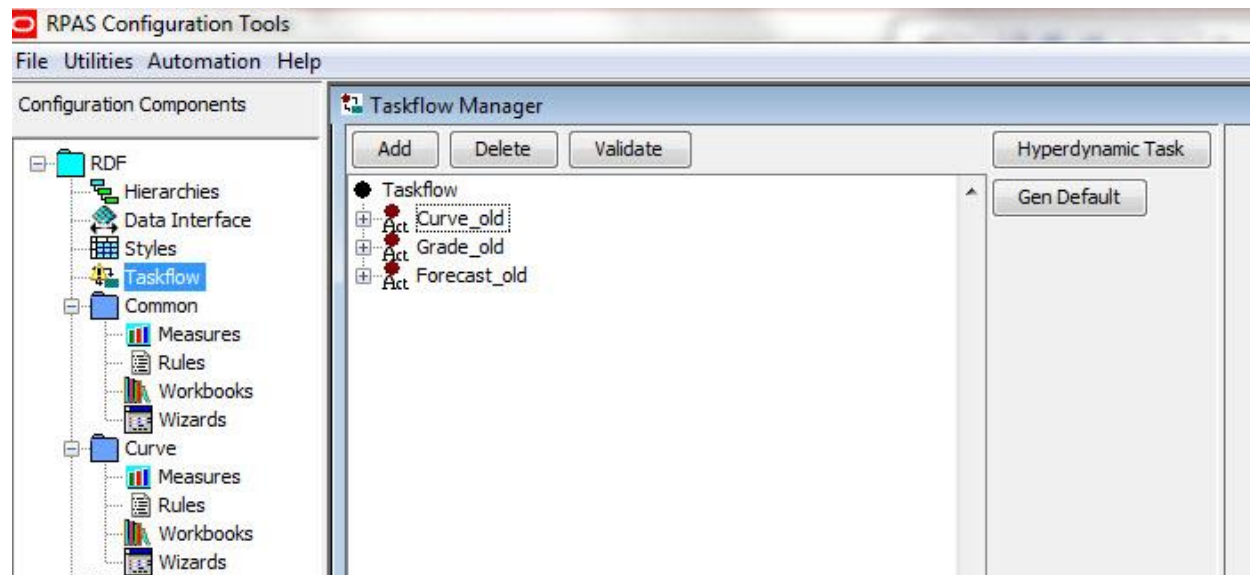 RPAS Configuration Tools
File Utilities Automation Help
Configuration Components
RDF
Hierarchies
Data Interface
Styles
Taskflow
Common
Measures
Rules
Workbooks
Wizards
Curve
Measures
Rules
Workbooks
Wizards
Taskflow Manager
Add Delete Validate
Hyperdynamic Task
Gen Default
Taskflow
Act Curve_old
Act Grade_old
Act Forecast_old